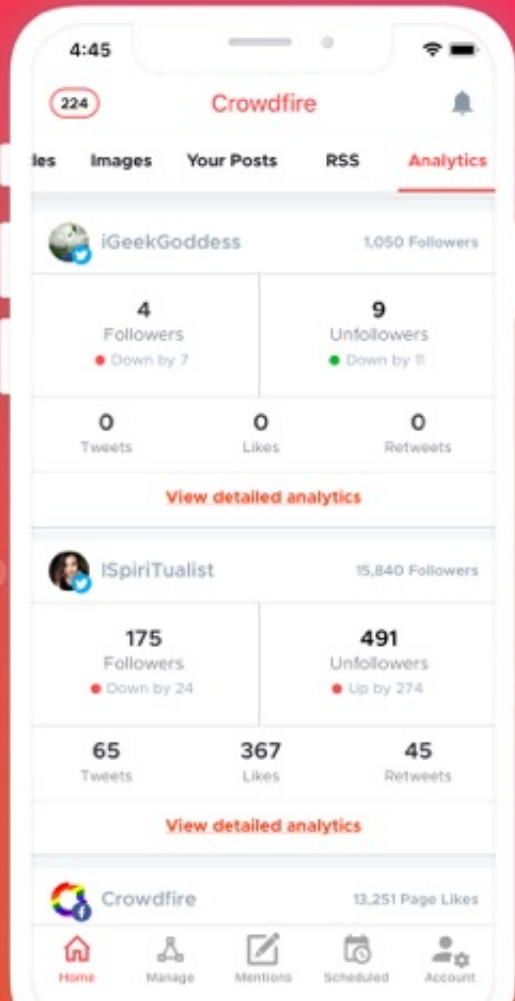 4:45
224 Crowdfire
les Images Your Posts RSS Analytics
iGeekGoddess 1,050 Followers
4 9
Followers Unfollowers
Down by 7 Down by 11
0 0 0
Tweets Likes Retweets
View detailed analytics
ISpiriTualist 15,840 Followers
175 491
Followers Unfollowers
Down by 24 Up by 274
65 367 45
Tweets Likes Retweets
View detailed analytics
Crowdfire 13,251 Page Likes
Home Manage Mentions Scheduled Account